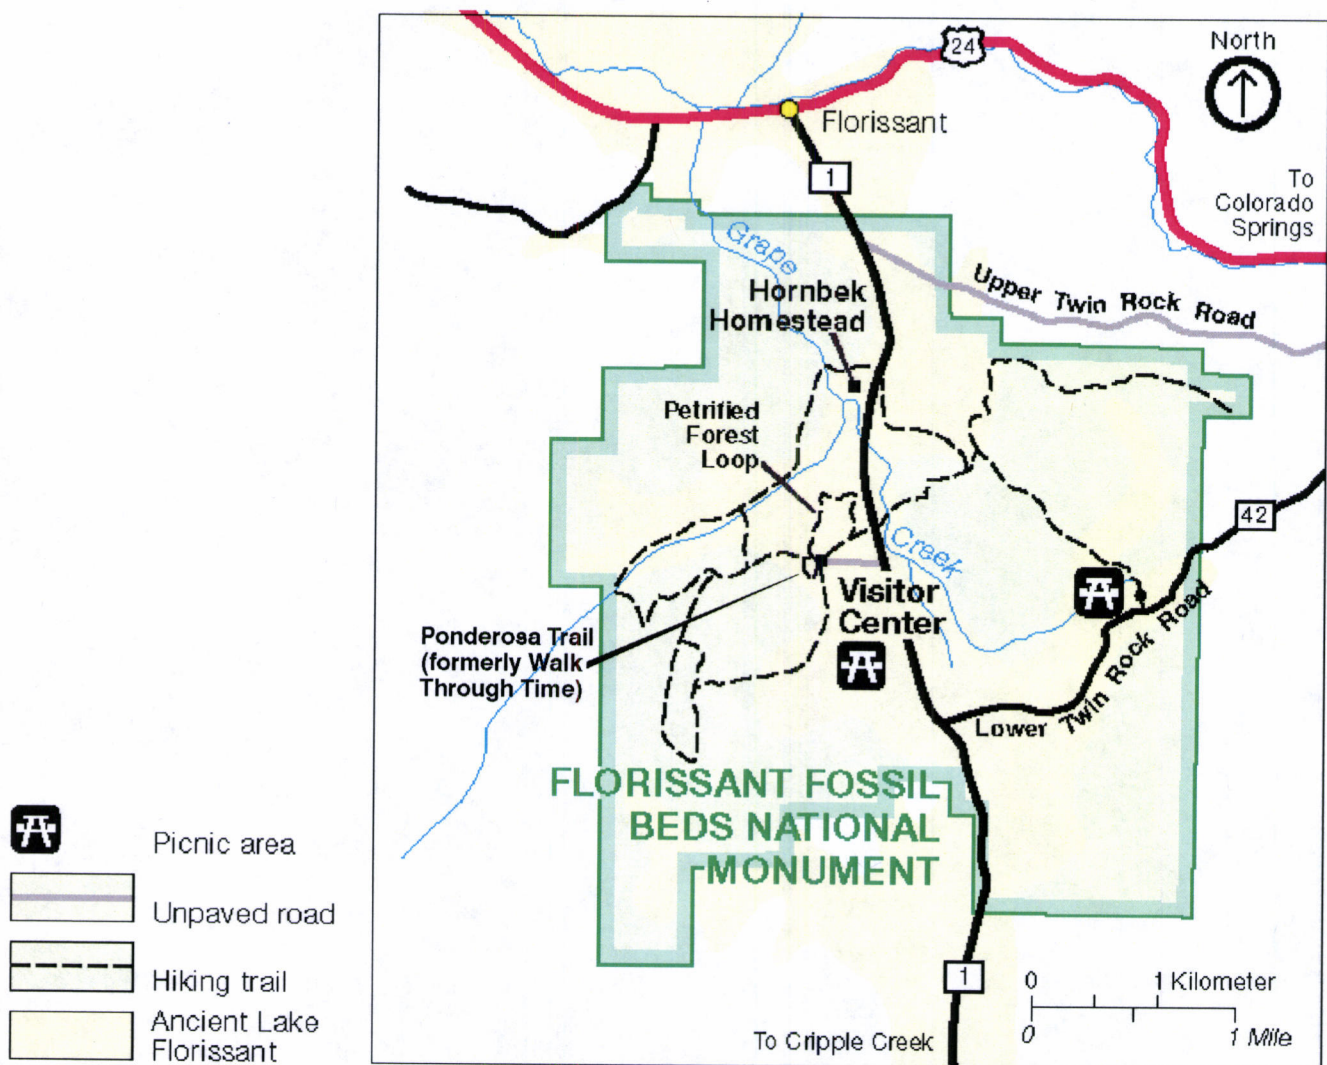 24
North
Florissant
1
To
Colorado
Springs
Grape
Upper Twin Rock Road
Hornbek
Homestead
Petrified
Forest
Loop
42
Creek
Visitor
Center
Ponderosa Trail
(formerly Walk
Through Time)
Lower Twin Rock Road
FLORISSANT FOSSIL
BEDS NATIONAL
MONUMENT
1
0 1 Kilometer
0 1 Mile
To Cripple Creek
Picnic area
Unpaved road
Hiking trail
Ancient Lake
Florissant